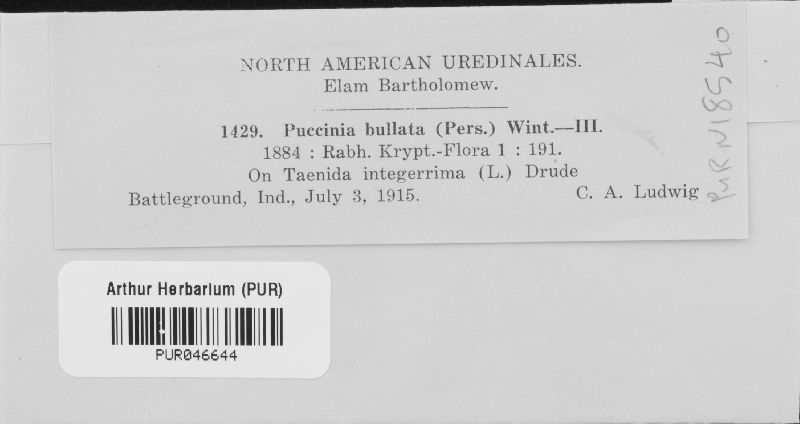 NORTH AMERICAN UREDINALES.
Elam Bartholomew.
1429. Puccinia bullata (Pers.) Wint.—III.
1884 : Rabh. Krypt.-Flora 1 : 191.
On Taenida integerrima (L.) Drude
Battleground, Ind., July 3, 1915. C. A. Ludwig
PUR N18540
Arthur Herbarium (PUR)
PUR046644